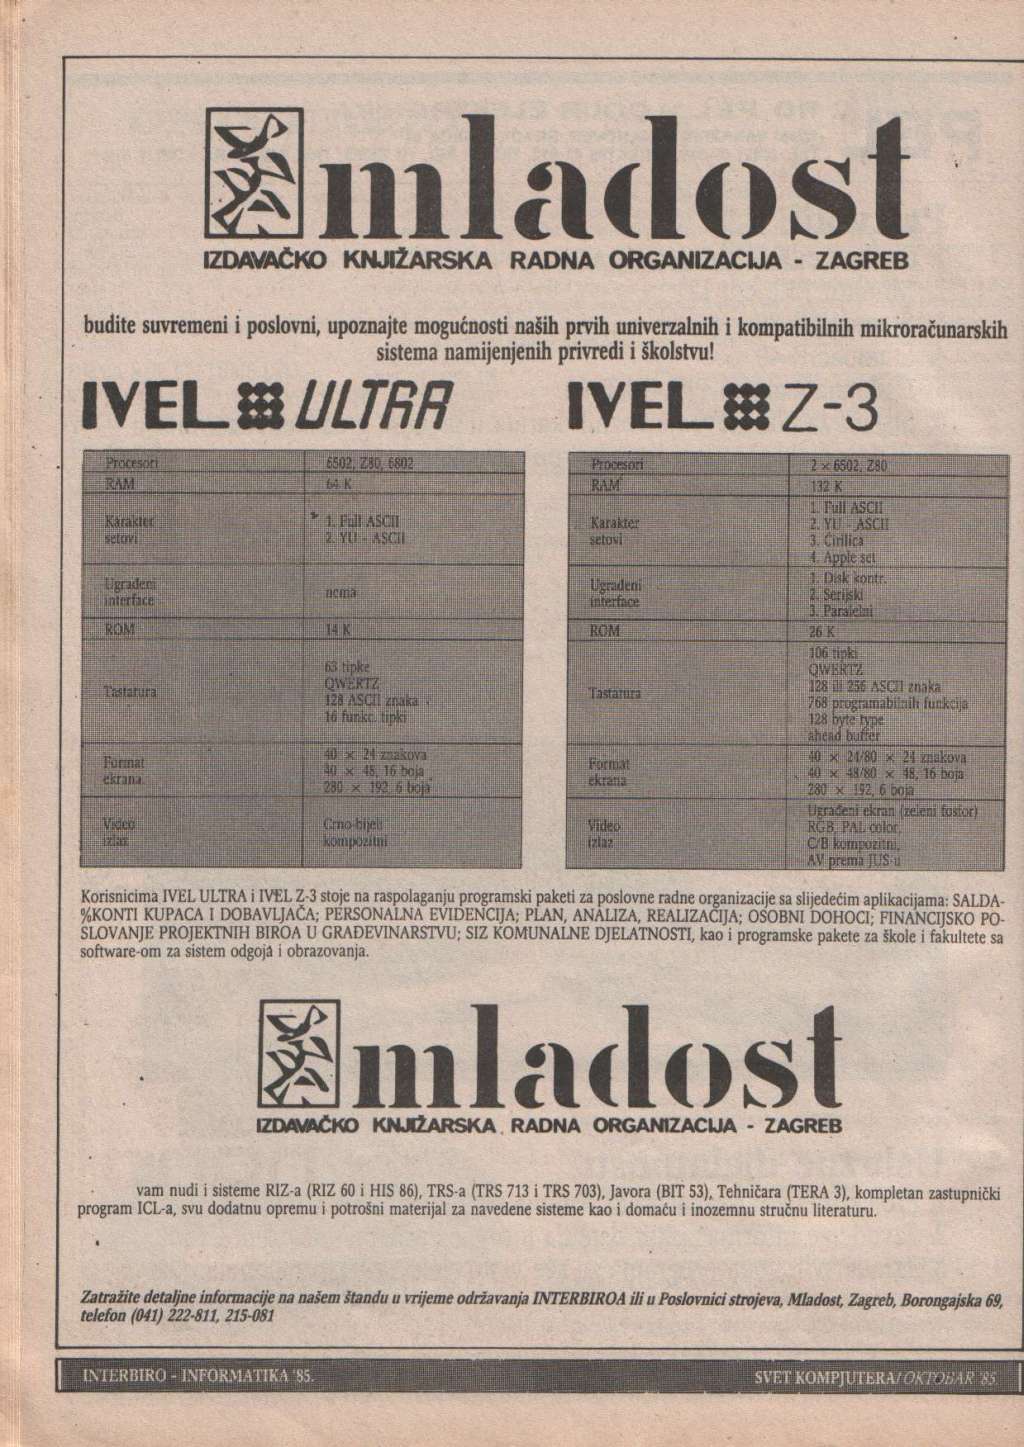 mladost
IZDAVAČKO KNJIŽARSKA RADNA ORGANIZACIJA - ZAGREB
budite suvremeni i poslovni, upoznajte mogućnosti naših prvih univerzalnih i kompatibilnih mikroračunarskih
sistema namijenjenih privredi i školstvu!
IVEL ULTRA
Procesori 6502, Z80, 6802
RAM 64 K
Karakter setovi
1. Full ASCII
2. YU - ASCII
Ugrađeni interface
nema
ROM 14 K
Tastatura
63 tipke
QWERTZ
128 ASCII znaka
16 funkc. tipki
Format ekrana
40 × 24 znakova
40 × 48, 16 boja
280 × 192, 6 boja
Video izlaz
Crno-bijeli
kompozitni
IVEL Z-3
Procesori 2 × 6502, Z80
RAM 132 K
Karakter setovi
1. Full ASCII
2. YU - ASCII
3. Ćirilica
4. Apple set
Ugrađeni interface
1. Disk kontr.
2. Serijski
3. Paralelni
ROM 26 K
Tastatura
106 tipki
QWERTZ
128 ili 256 ASCII znaka
768 programabilnih funkcija
128 byte type
ahead buffer
Format ekrana
40 × 24/80 × 24 znakova
40 × 48/80 × 48, 16 boja
280 × 192, 6 boja
Video izlaz
Ugrađeni ekran (zeleni fosfor)
RGB, PAL color,
C/B kompozitni,
AV prema JUS-u
Korisnicima IVEL ULTRA i IVEL Z-3 stoje na raspolaganju programski paketi za poslovne radne organizacije sa slijedećim aplikacijama: SALDA-
%KONTI KUPACA I DOBAVLJAČA; PERSONALNA EVIDENCIJA; PLAN, ANALIZA, REALIZACIJA; OSOBNI DOHOCI; FINANCIJSKO PO-
SLOVANJE PROJEKTNIH BIROA U GRAĐEVINARSTVU; SIZ KOMUNALNE DJELATNOSTI, kao i programske pakete za škole i fakultete sa
software-om za sistem odgoja i obrazovanja.
mladost
IZDAVAČKO KNJIŽARSKA RADNA ORGANIZACIJA - ZAGREB
vam nudi i sisteme RIZ-a (RIZ 60 i HIS 86), TRS-a (TRS 713 i TRS 703), Javora (BIT 53), Tehničara (TERA 3), kompletan zastupnički
program ICL-a, svu dodatnu opremu i potrošni materijal za navedene sisteme kao i domaću i inozemnu stručnu literaturu.
Zatražite detaljne informacije na našem štandu u vrijeme održavanja INTERBIROA ili u Poslovnici strojeva, Mladost, Zagreb, Borongajska 69,
telefon (041) 222-811, 215-081
INTERBIRO - INFORMATIKA '85.
SVET KOMPJUTERA/OKTOBAR '85.